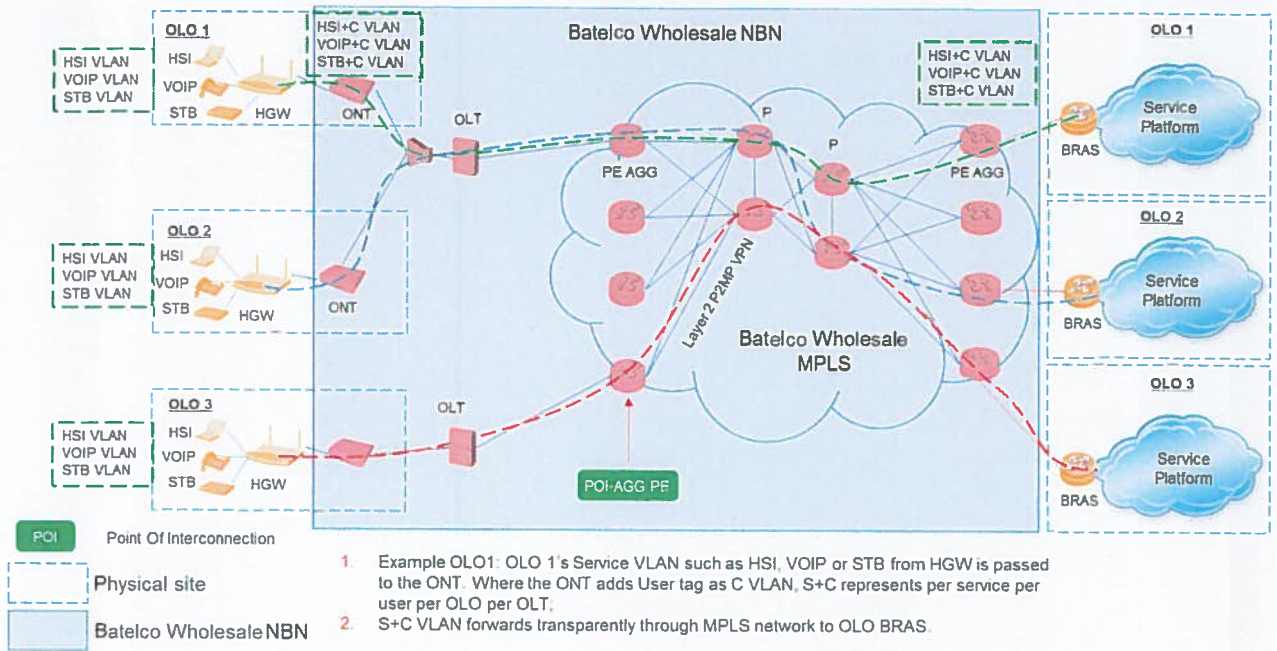 OLO 1
HSI
VOIP
STB
HGW
HSI VLAN
VOIP VLAN
STB VLAN
HSI+C VLAN
VOIP+C VLAN
STB+C VLAN
ONT
OLT
Batelco Wholesale NBN
HSI+C VLAN
VOIP+C VLAN
STB+C VLAN
P
P
PE AGG
PE AGG
OLO 1
Service
Platform
BRAS
OLO 2
HSI
VOIP
STB
HGW
HSI VLAN
VOIP VLAN
STB VLAN
ONT
Layer 2 P2MP VPN
Batelco Wholesale
MPLS
OLO 2
Service
Platform
BRAS
OLO 3
HSI
VOIP
STB
HGW
HSI VLAN
VOIP VLAN
STB VLAN
OLT
POI-AGG PE
OLO 3
Service
Platform
BRAS
POI
Point Of Interconnection
Physical site
Batelco Wholesale NBN
1. Example OLO1: OLO 1's Service VLAN such as HSI, VOIP or STB from HGW is passed
to the ONT. Where the ONT adds User tag as C VLAN, S+C represents per service per
user per OLO per OLT;
2. S+C VLAN forwards transparently through MPLS network to OLO BRAS.